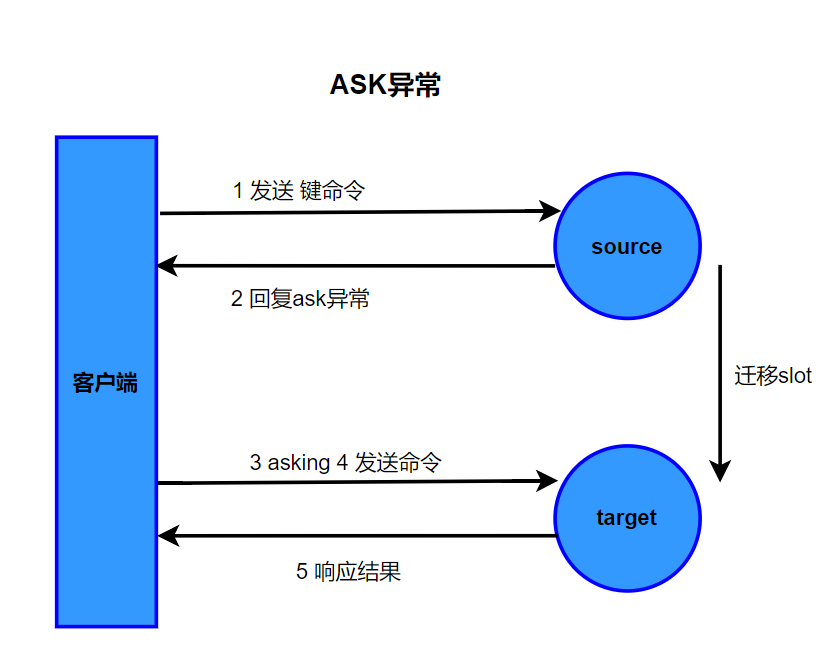 ASK异常
1 发送 键命令
source
2 回复ask异常
客户端
迁移slot
3 asking 4 发送命令
target
5 响应结果